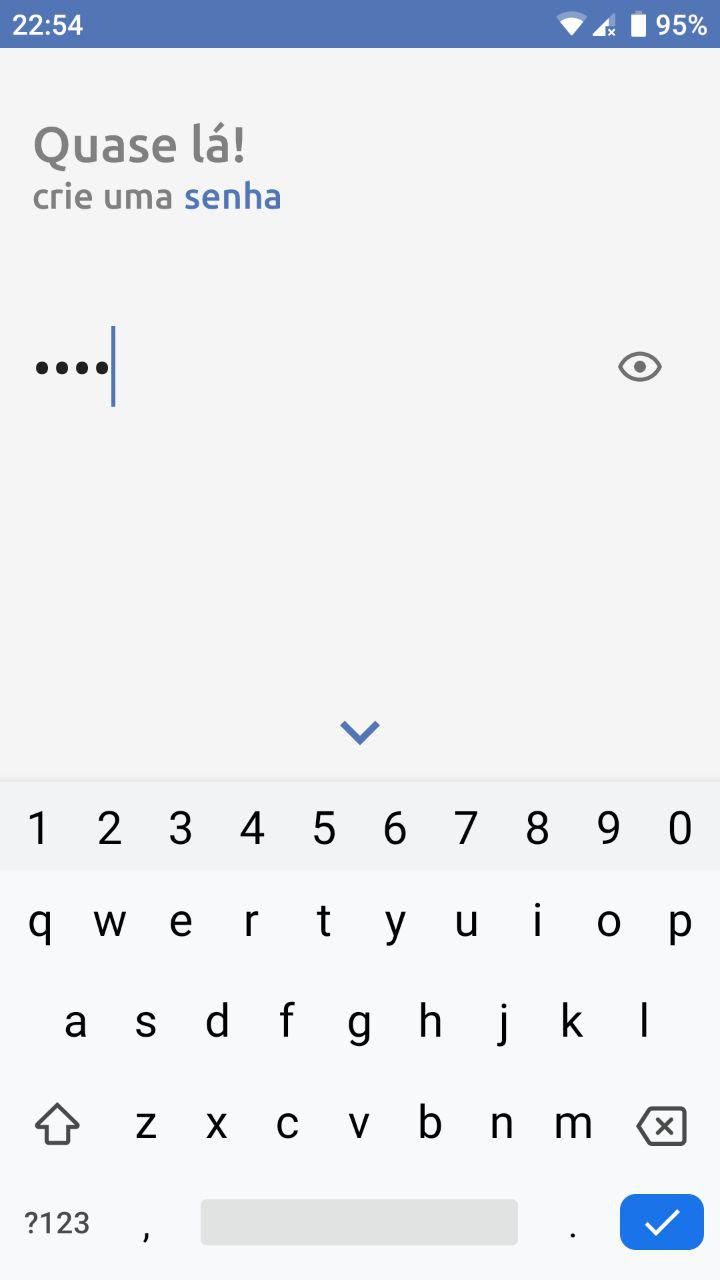 22:54 95%
Quase lá!
crie uma senha
••••
1 2 3 4 5 6 7 8 9 0
q w e r t y u i o p
a s d f g h j k l
z x c v b n m
?123 , .